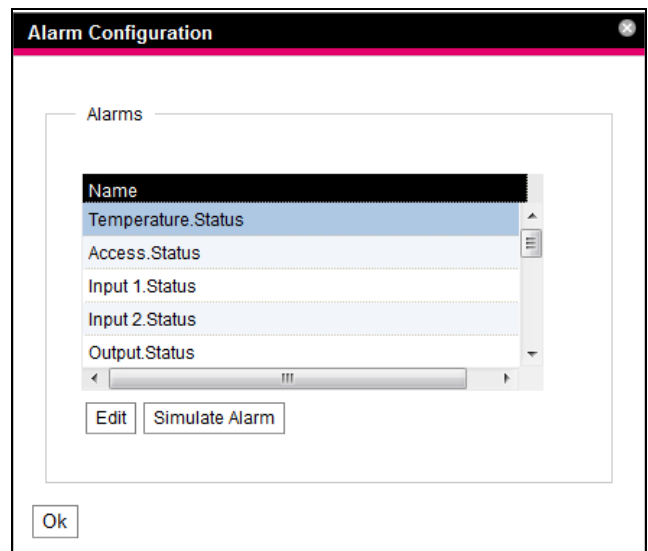 Alarm Configuration
Alarms
Name
Temperature.Status
Access.Status
Input 1.Status
Input 2.Status
Output.Status
Edit Simulate Alarm
Ok